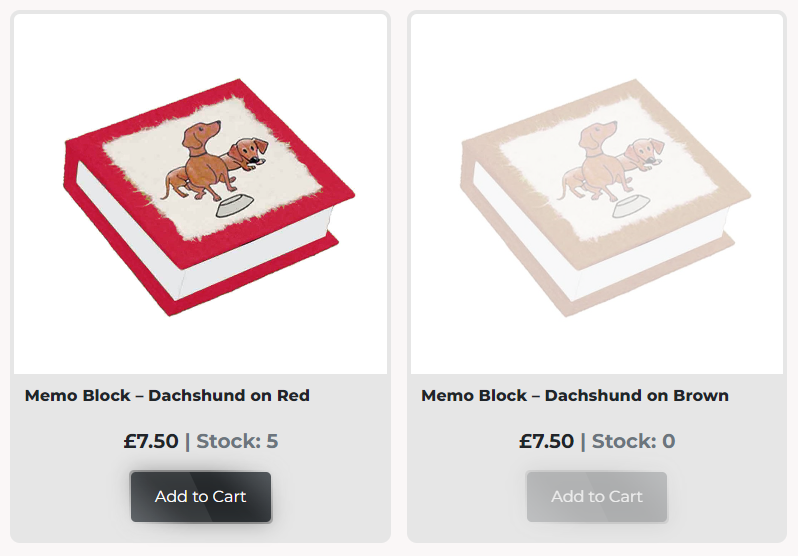 Memo Block – Dachshund on Red
£7.50 | Stock: 5
Add to Cart
Memo Block – Dachshund on Brown
£7.50 | Stock: 0
Add to Cart